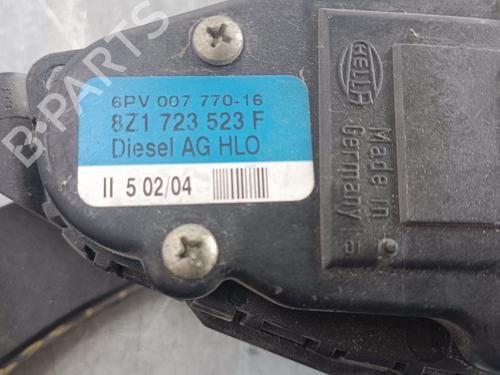 6PV 007 770-16
8Z1 723 523 F
Diesel AG HLO
II 5 02/04
HELLA
Made in
Germany
B-PARTS